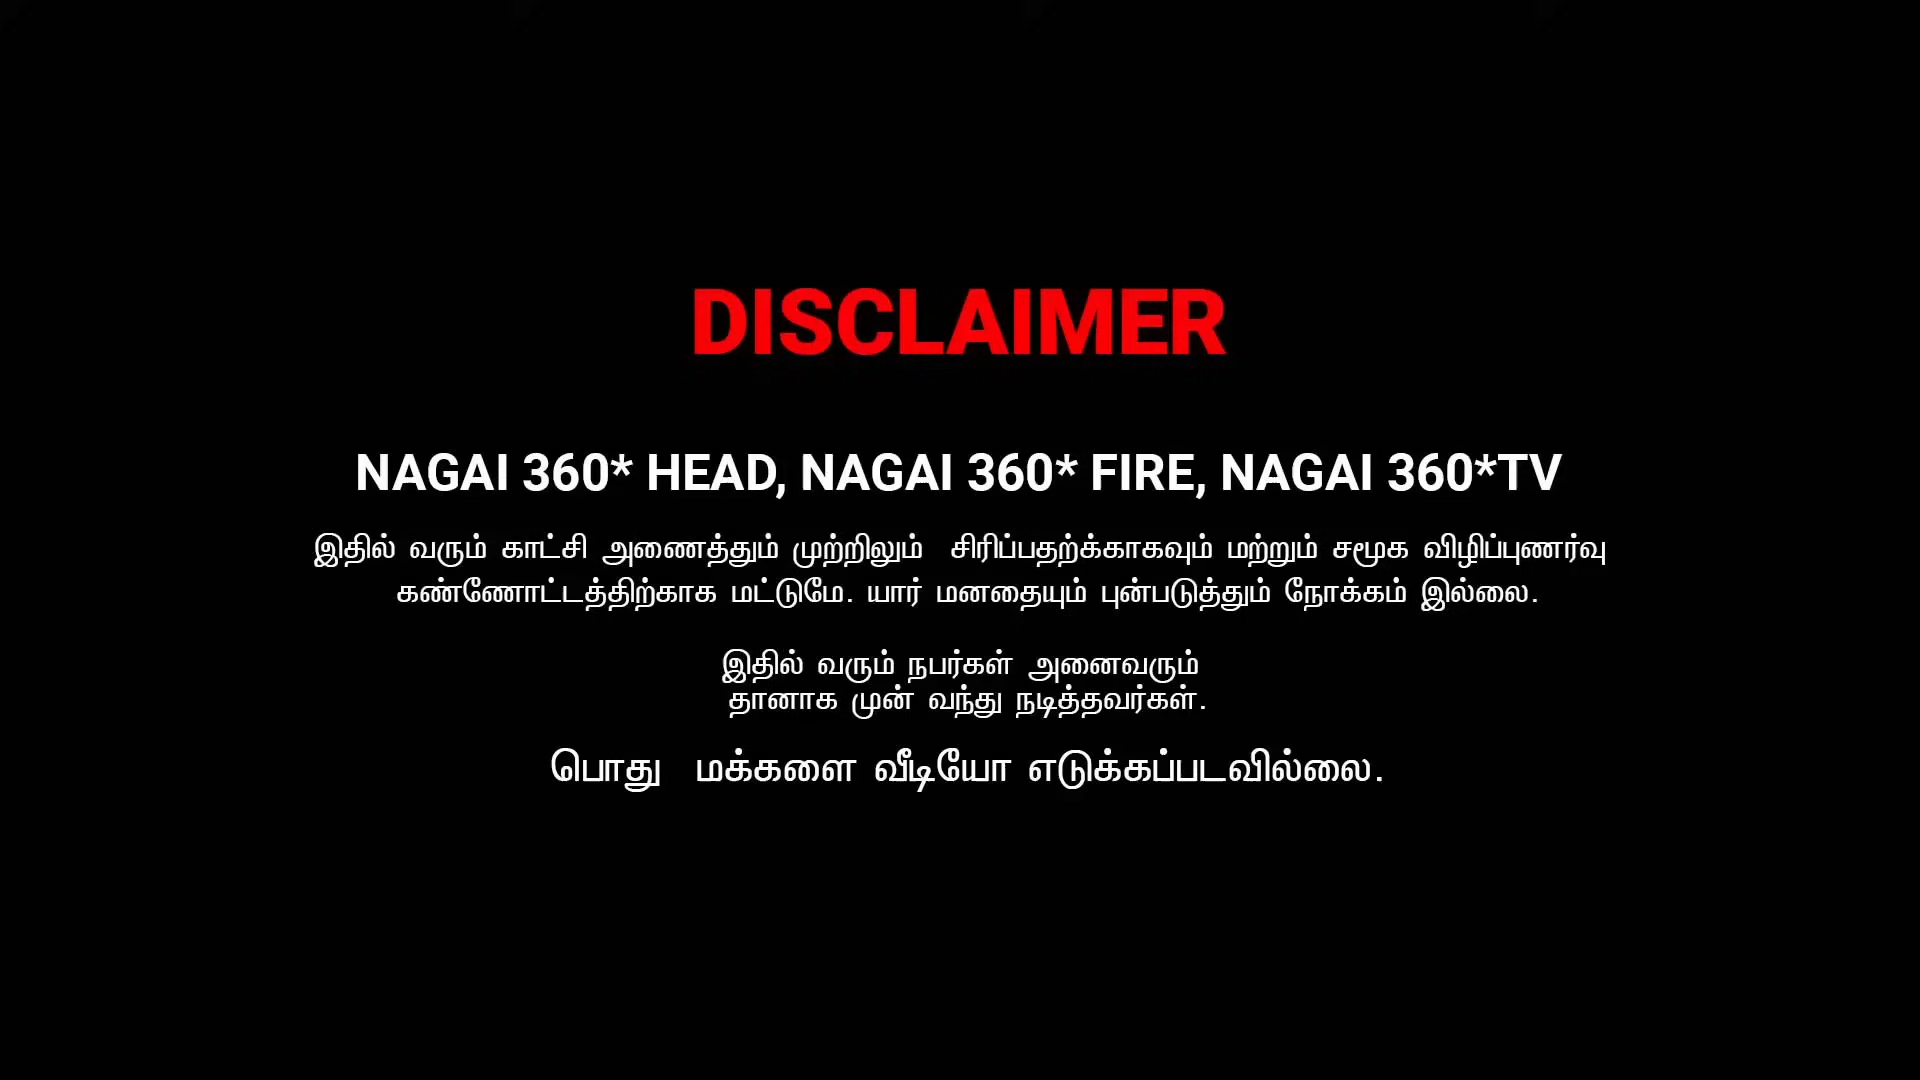 DISCLAIMER
NAGAI 360* HEAD, NAGAI 360* FIRE, NAGAI 360*TV
இதில் வரும் காட்சி அணைத்தும் முற்றிலும் சிரிப்பதற்க்காகவும் மற்றும் சமூக விழிப்புணர்வு
கண்ணோட்டத்திற்காக மட்டுமே. யார் மனதையும் புன்படுத்தும் நோக்கம் இல்லை.
இதில் வரும் நபர்கள் அனைவரும்
தானாக முன் வந்து நடித்தவர்கள்.
பொது மக்களை வீடியோ எடுக்கப்படவில்லை.